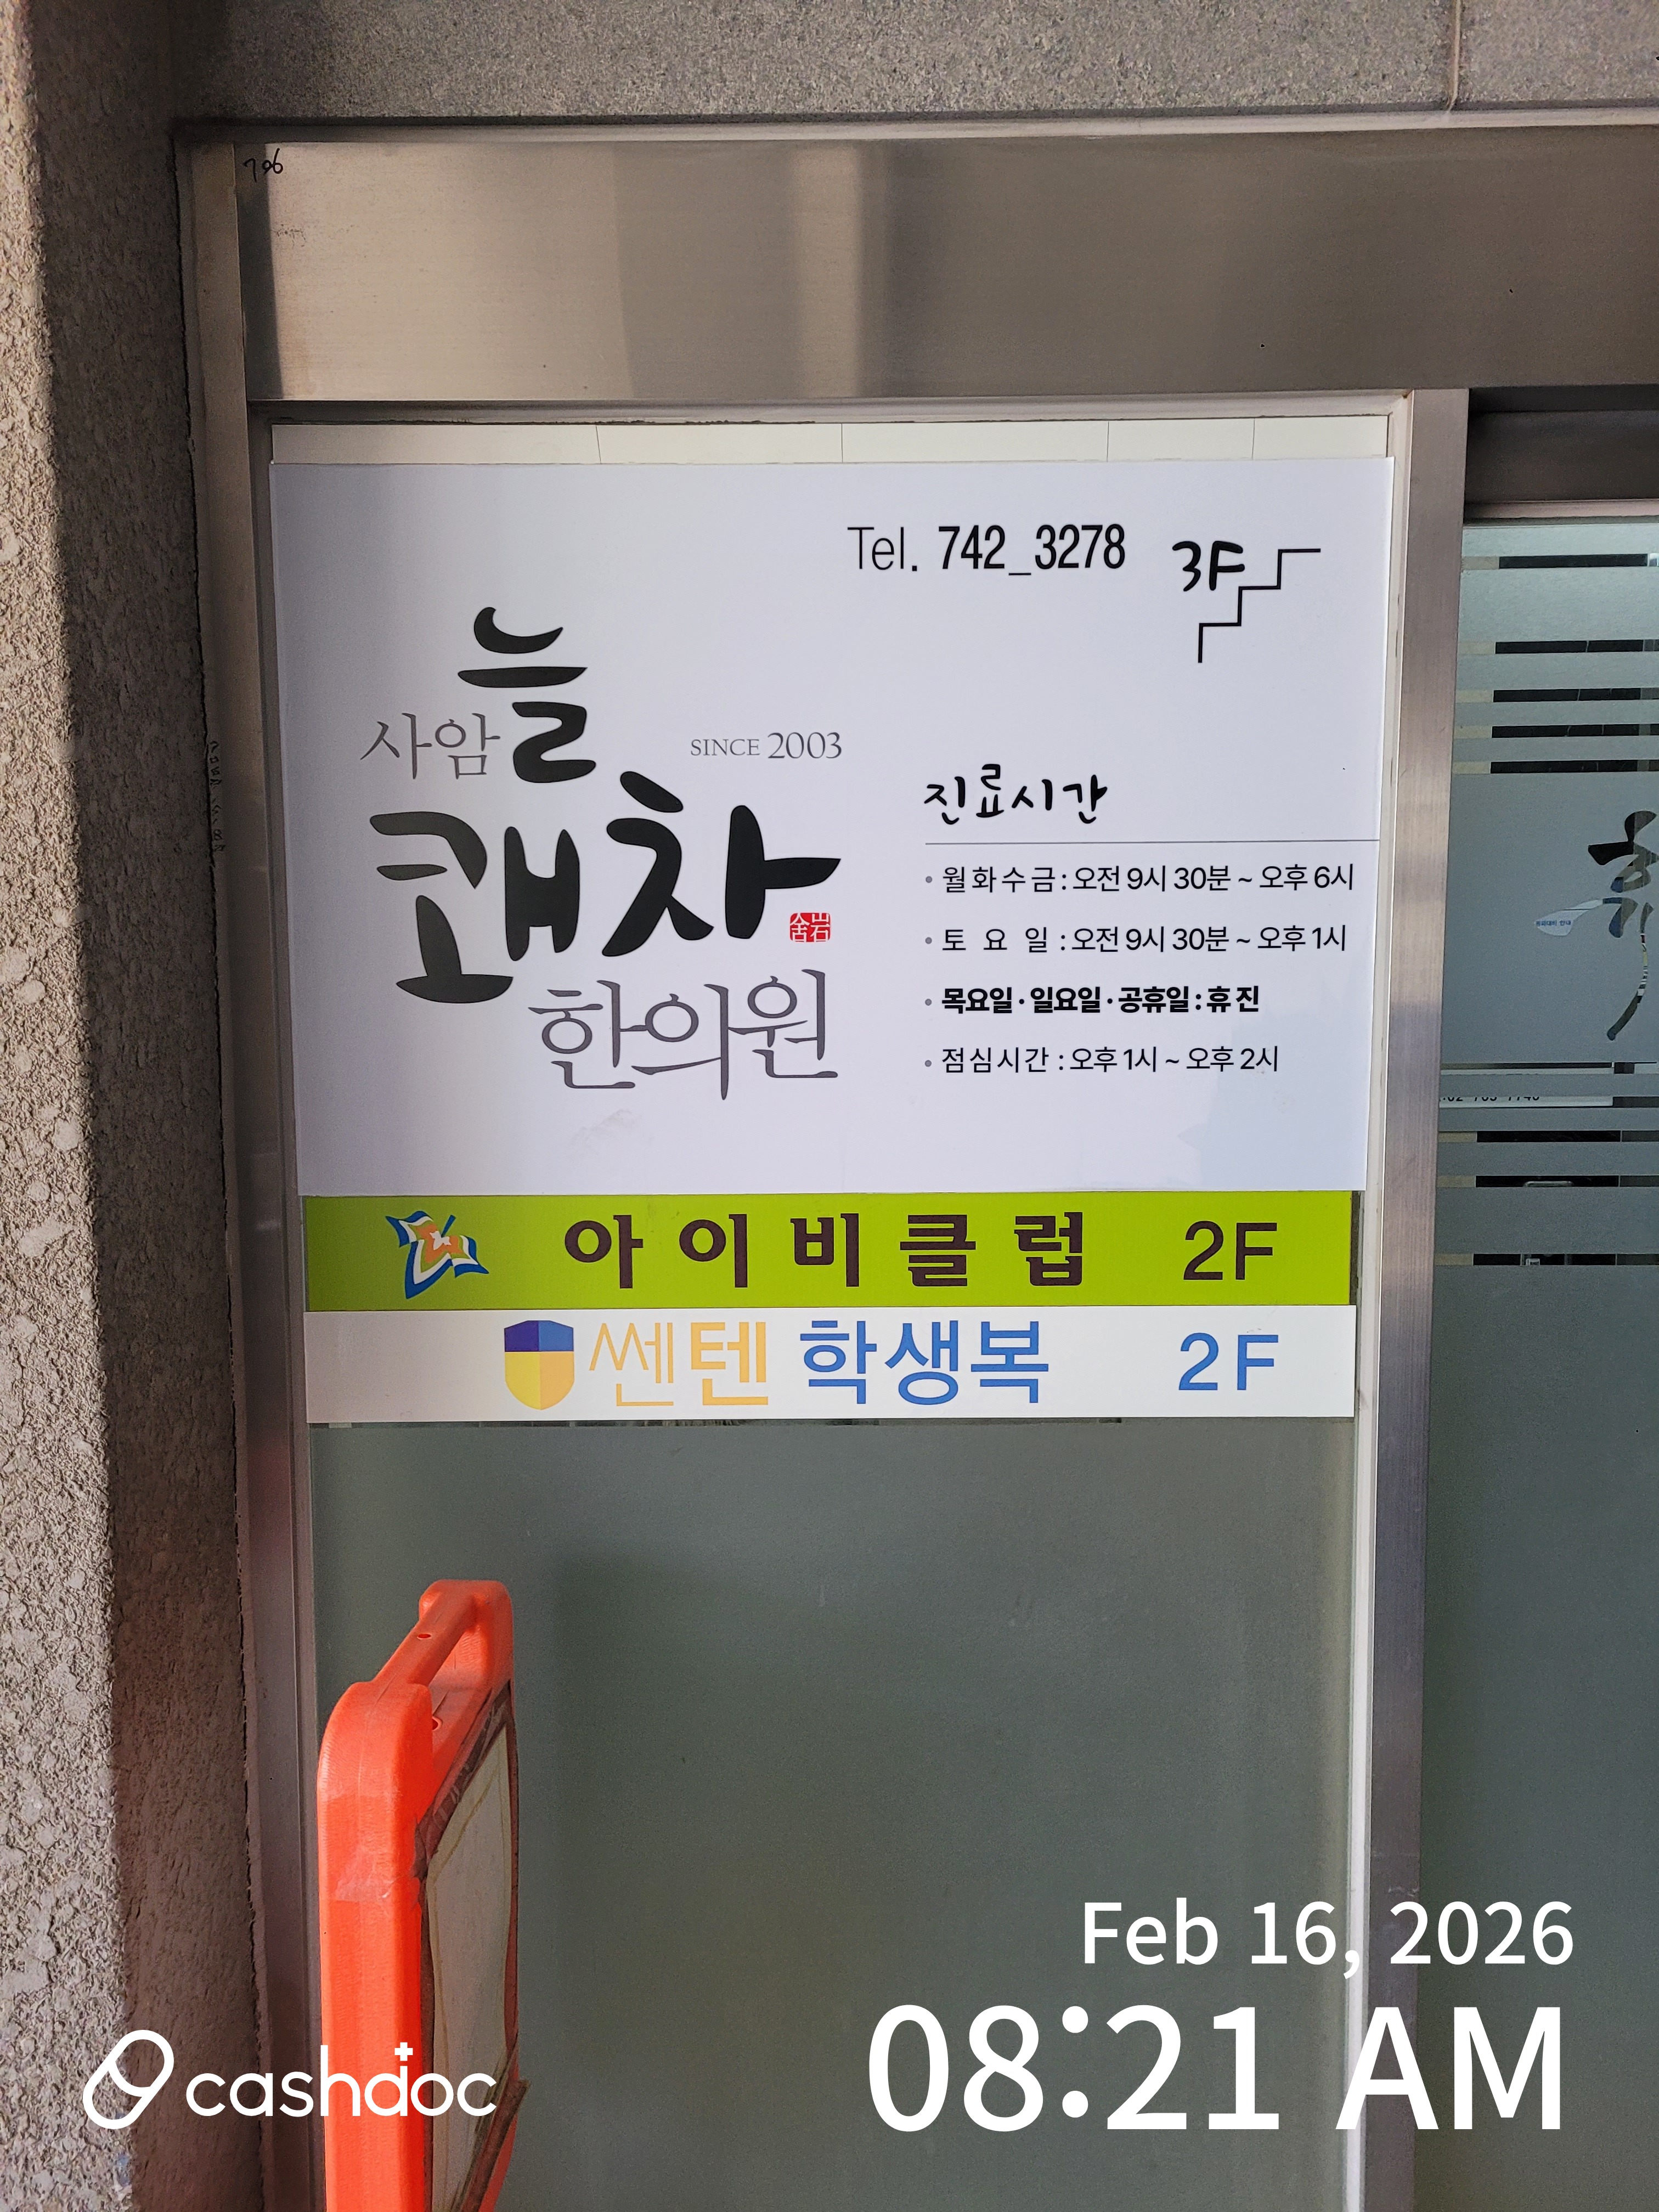 706
Tel. 742_3278
3F
사암 늘
SINCE 2003
쾌차
舍岩
한의원
진료시간
• 월화수금 : 오전 9시 30분 ~ 오후 6시
• 토 요 일 : 오전 9시 30분 ~ 오후 1시
• 목요일 · 일요일 · 공휴일 : 휴 진
• 점심시간 : 오후 1시 ~ 오후 2시
아이비클럽 2F
쎈텐 학생복 2F
Feb 16, 2026
08:21 AM
cashdoc